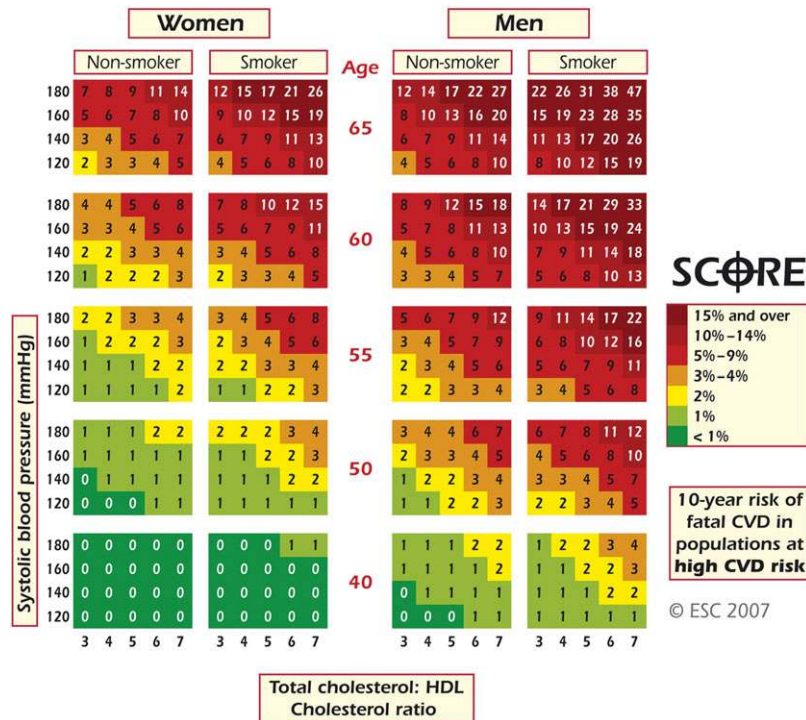 Women
Men
Non-smoker Smoker Age Non-smoker Smoker
180 7 8 9 11 14 12 15 17 21 26 12 14 17 22 27 22 26 31 38 47
160 5 6 7 8 10 9 10 12 15 19 8 10 13 16 20 15 19 23 28 35
65
140 3 4 5 6 7 6 7 9 11 13 6 7 9 11 14 11 13 17 20 26
120 2 3 3 4 5 4 5 6 8 10 4 5 6 8 10 8 10 12 15 19
180 4 4 5 6 8 7 8 10 12 15 8 9 12 15 18 14 17 21 29 33
160 3 3 4 5 6 5 6 7 9 11 5 7 8 11 13 10 13 15 19 24
60
140 2 2 3 3 4 3 4 5 6 8 4 5 6 8 10 7 9 11 14 18
120 1 2 2 2 3 2 3 3 4 5 3 3 4 5 7 5 6 8 10 13
180 2 2 3 3 4 3 4 5 6 8 5 6 7 9 12 9 11 14 17 22
160 1 2 2 2 3 2 3 4 5 6 3 4 5 7 9 6 8 10 12 16
55
140 1 1 1 2 2 2 2 3 3 4 2 3 4 5 6 4 5 7 9 11
120 1 1 1 1 2 1 1 2 2 3 2 2 3 3 4 3 4 5 6 8
180 1 1 1 2 2 2 2 2 3 4 3 4 4 6 7 6 7 8 11 12
160 1 1 1 1 1 1 1 2 2 3 2 3 3 4 5 4 5 6 8 10
50
140 0 1 1 1 1 1 1 1 2 2 1 2 2 3 4 3 3 4 5 7
120 0 0 0 1 1 1 1 1 1 1 1 1 2 2 3 2 2 3 4 5
180 0 0 0 0 0 0 0 0 1 1 1 1 1 2 2 1 2 2 3 4
160 0 0 0 0 0 0 0 0 0 0 1 1 1 1 2 1 1 2 2 3
40
140 0 0 0 0 0 0 0 0 0 0 0 1 1 1 1 1 1 1 2 2
120 0 0 0 0 0 0 0 0 0 0 0 0 0 1 1 1 1 1 1 1
3 4 5 6 7 3 4 5 6 7 3 4 5 6 7 3 4 5 6 7
Systolic blood pressure (mmHg)
Total cholesterol: HDL
Cholesterol ratio
SCORE
15% and over
10%–14%
5%–9%
3%–4%
2%
1%
< 1%
10-year risk of
fatal CVD in
populations at
high CVD risk
© ESC 2007